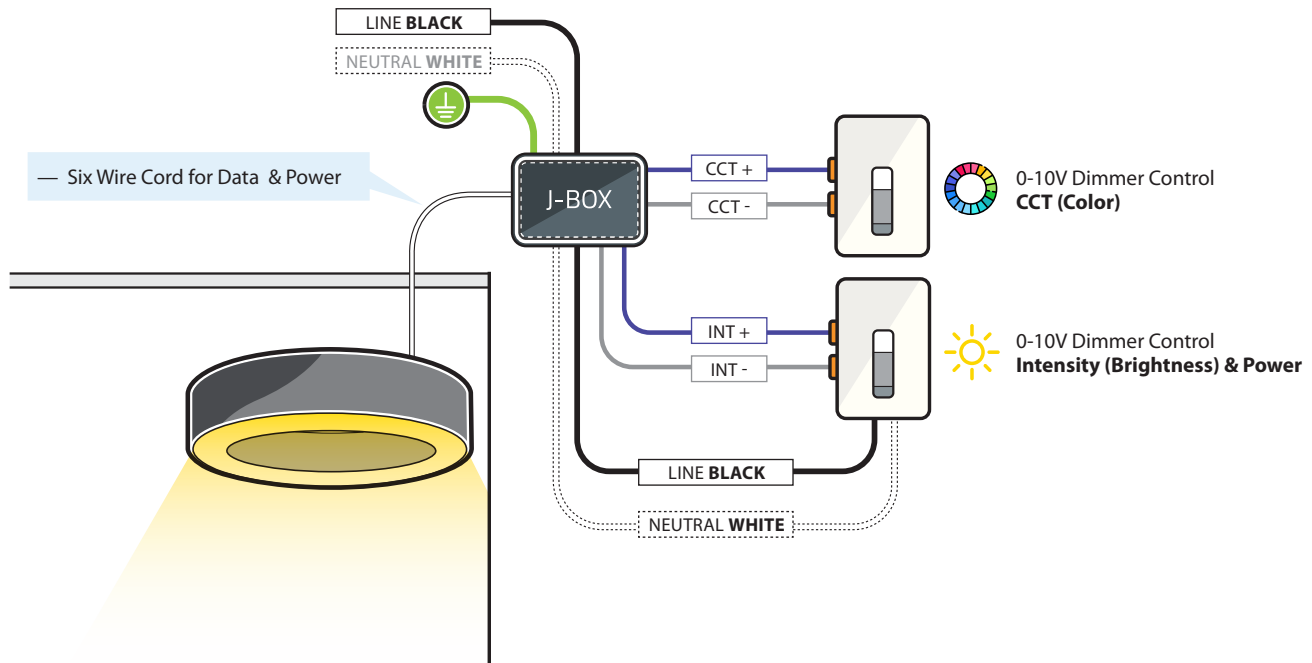 LINE BLACK
NEUTRAL WHITE
— Six Wire Cord for Data & Power
J-BOX
CCT +
CCT -
0-10V Dimmer Control
CCT (Color)
INT +
INT -
0-10V Dimmer Control
Intensity (Brightness) & Power
LINE BLACK
NEUTRAL WHITE